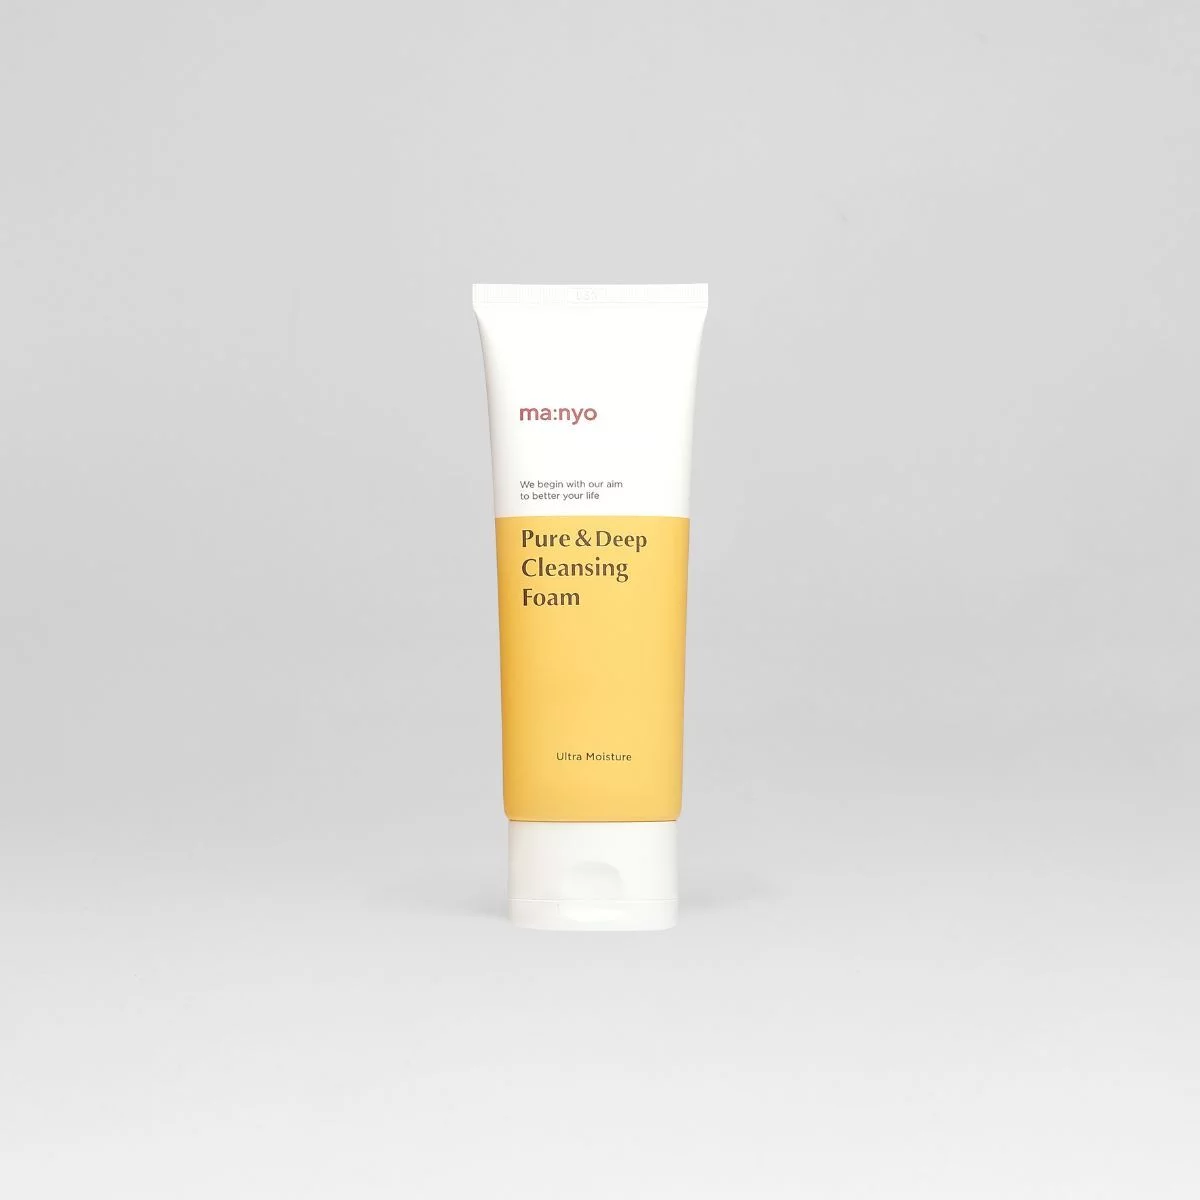 ma:nyo
We begin with our aim
to better your life
Pure & Deep
Cleansing
Foam
Ultra Moisture